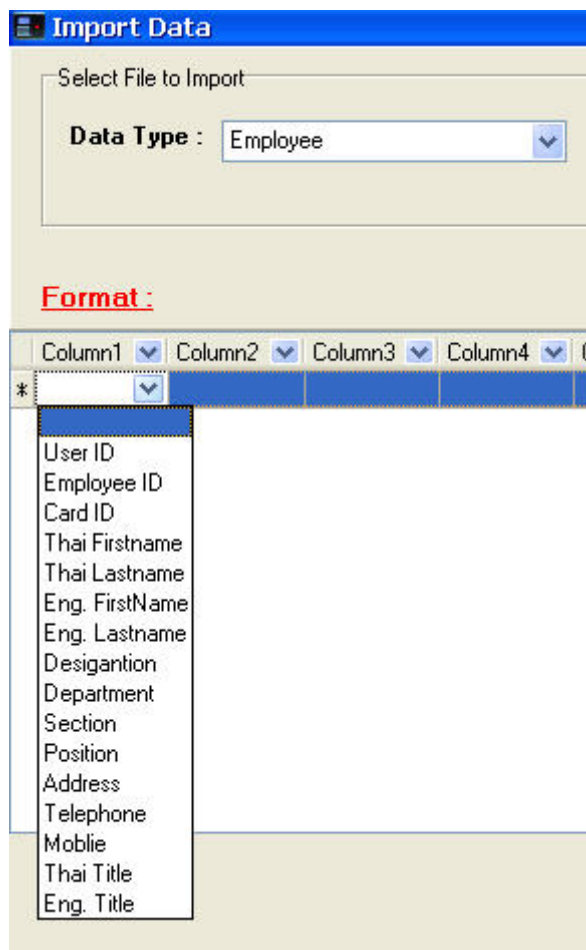 Import Data
Select File to Import
Data Type : Employee
Format :
Column1 Column2 Column3 Column4
*
User ID
Employee ID
Card ID
Thai Firstname
Thai Lastname
Eng. FirstName
Eng. Lastname
Desigantion
Department
Section
Position
Address
Telephone
Moblie
Thai Title
Eng. Title